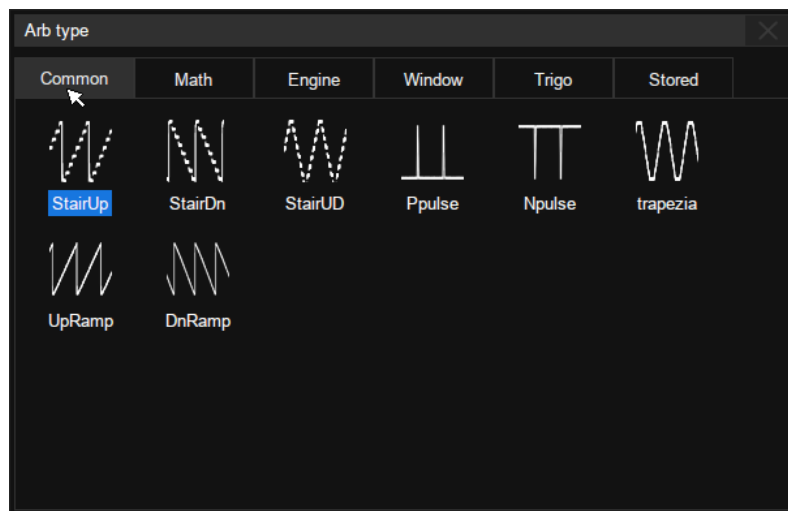 Arb type
Common Math Engine Window Trigo Stored
StairUp StairDn StairUD Ppulse Npulse trapezia
UpRamp DnRamp